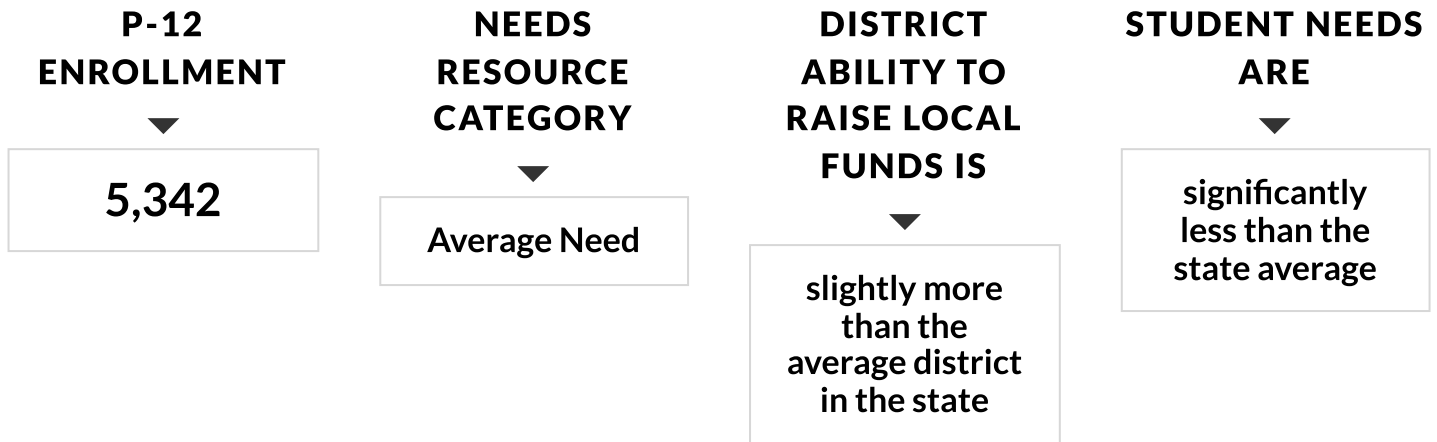 P-12
ENROLLMENT
5,342
NEEDS
RESOURCE
CATEGORY
Average Need
DISTRICT
ABILITY TO
RAISE LOCAL
FUNDS IS
slightly more
than the
average district
in the state
STUDENT NEEDS
ARE
significantly
less than the
state average